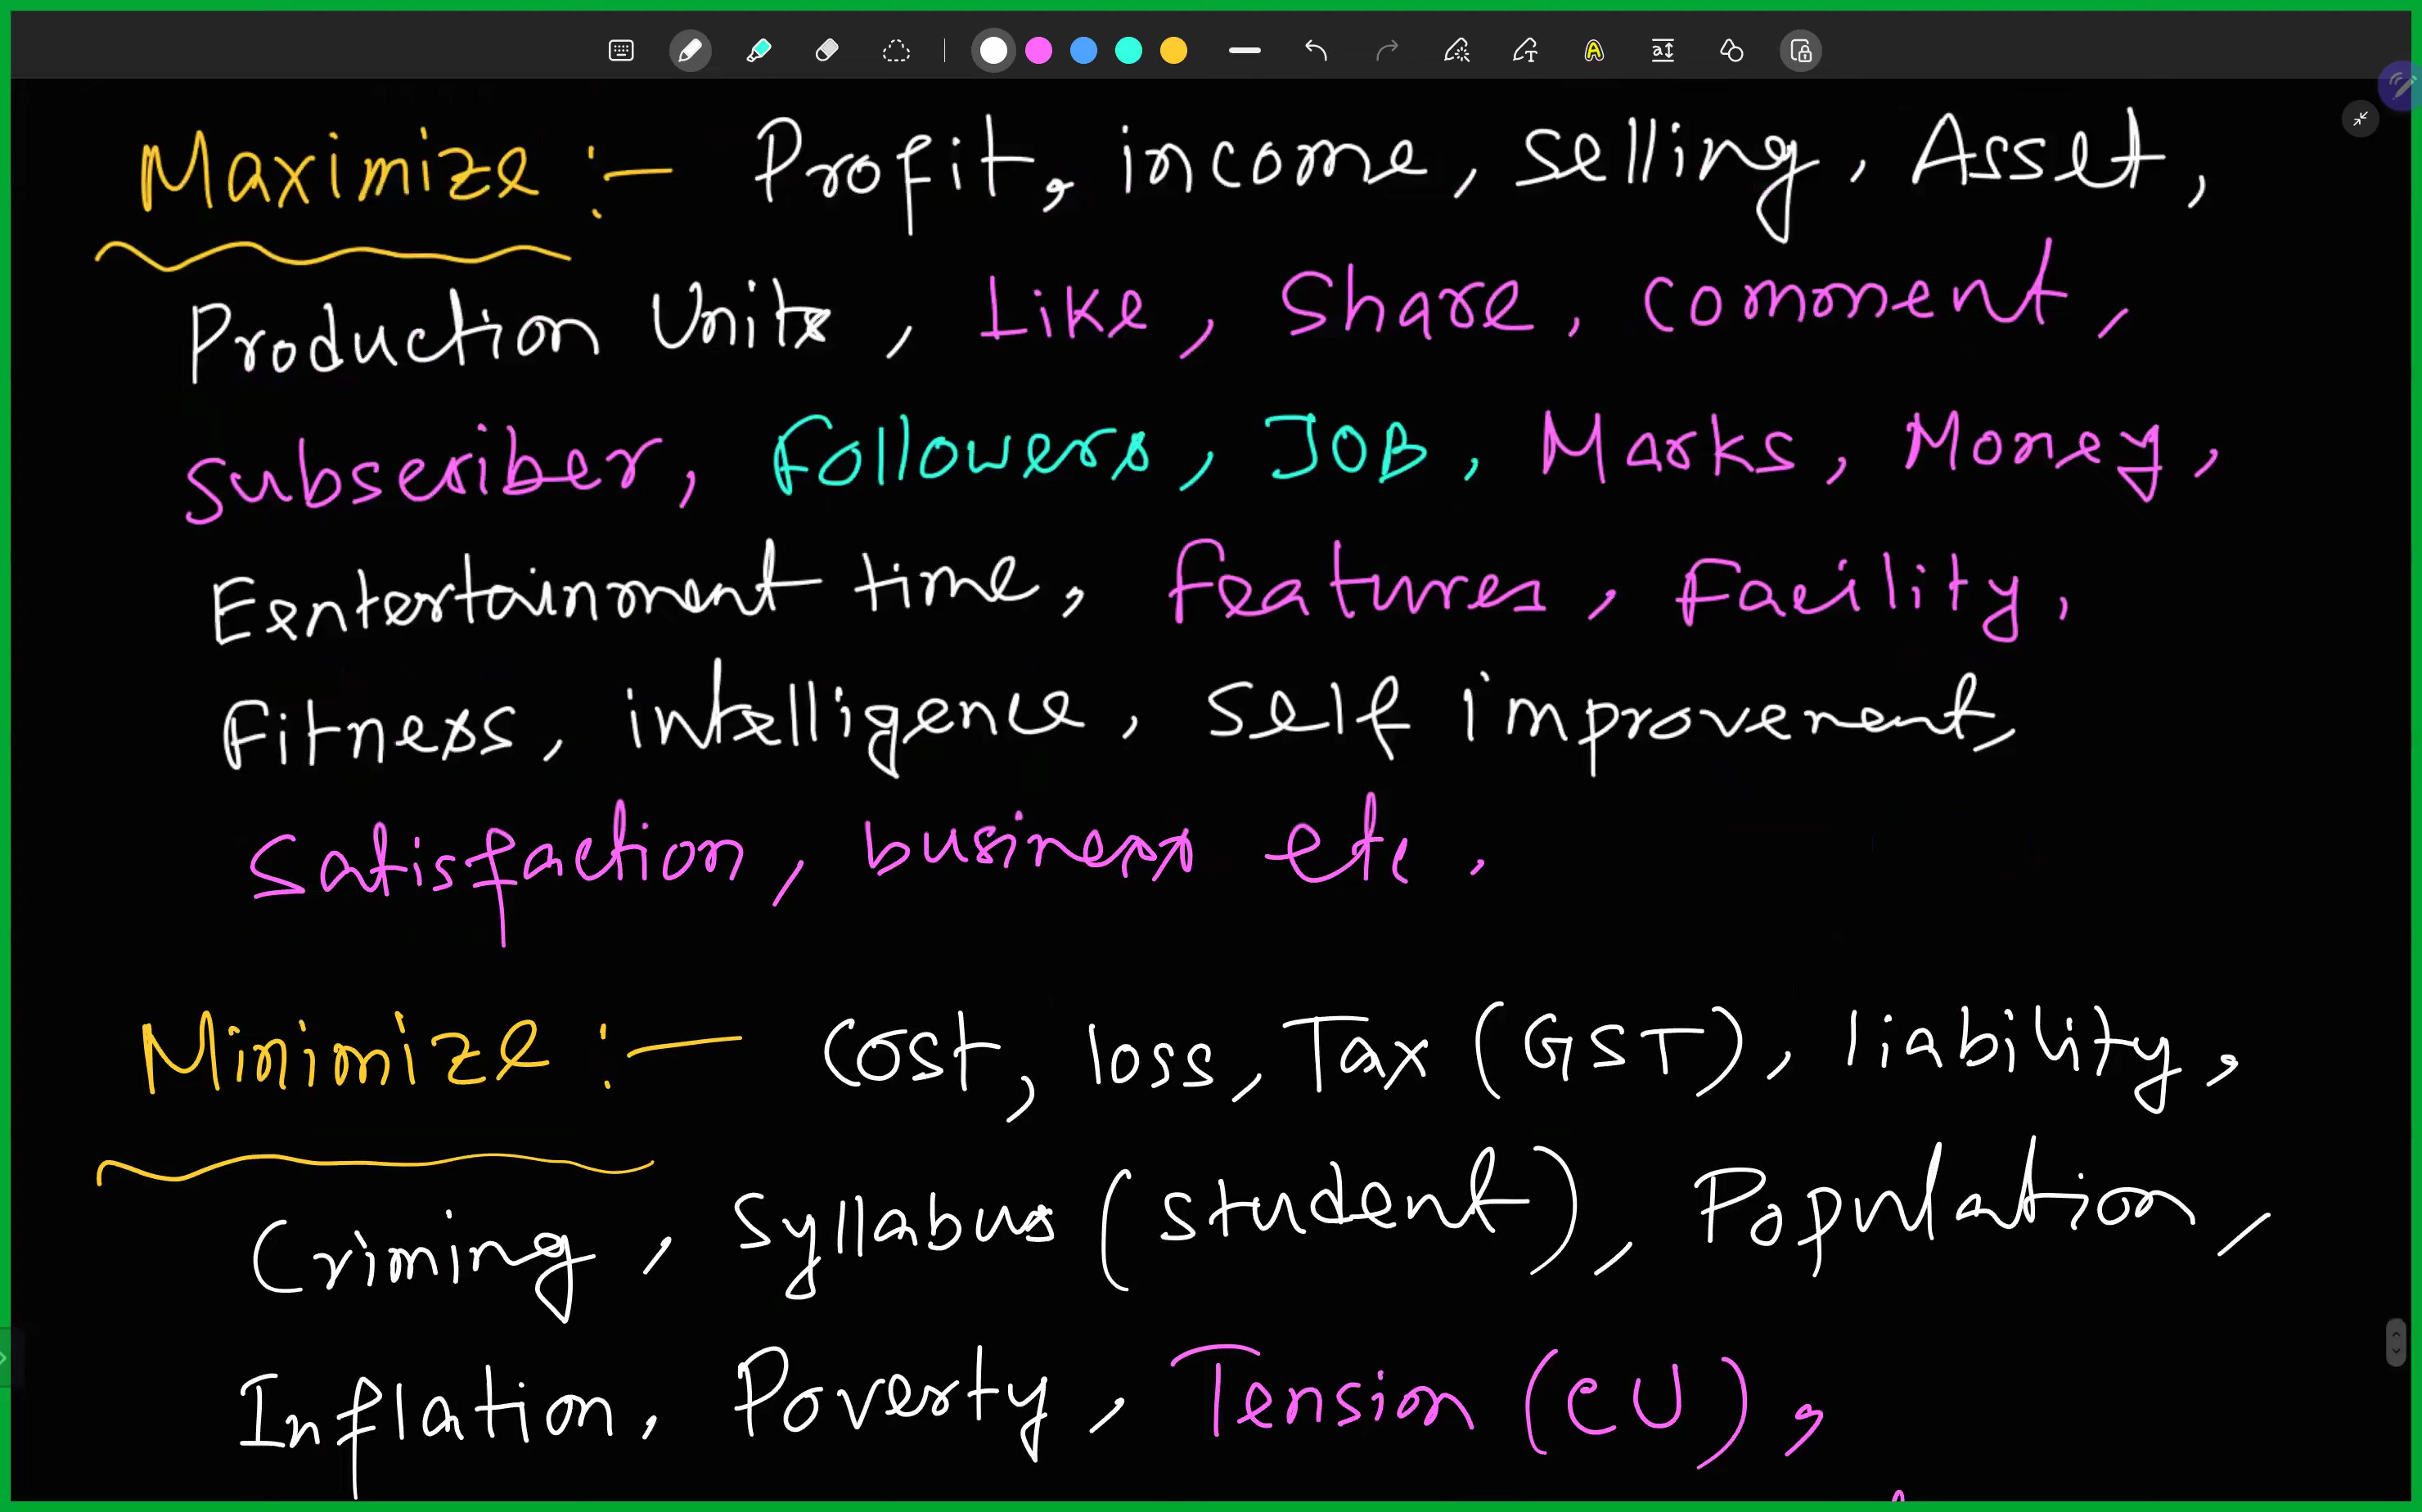 Maximize :- Profit, income, selling, Asset,
Production Units, Like, Share, comment,
Subscriber, Followers, JOB, Marks, Money,
Eentertainment time, features, Facility,
Fitness, intelligence, Self improvement,
Satisfaction, business etc.
Minimize :- Cost, loss, Tax (GST), liability,
Criming, Syllabus (student), Population,
Inflation, Poverty, Tension (CU),